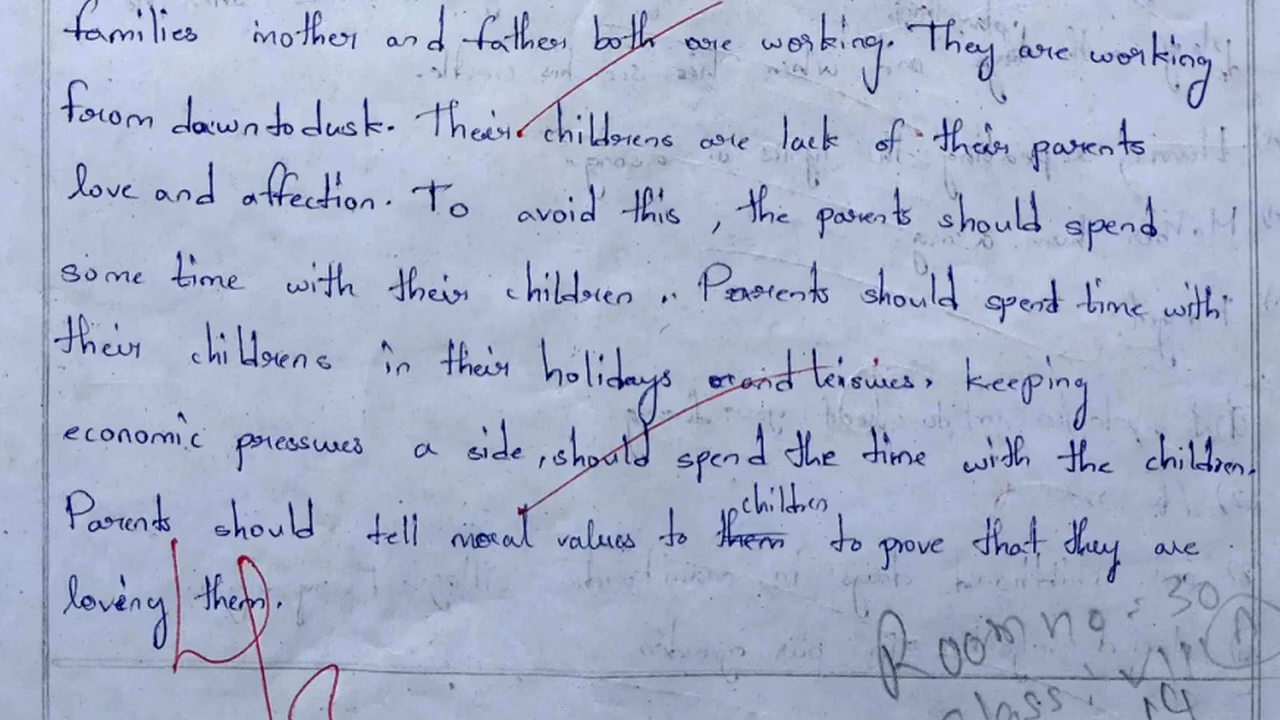 families mother and father both are working. They are working
from dawn to dusk. Their childrens are lack of their parents
love and affection. To avoid this, the parents should spend
some time with their children. Parents should spend time with
their childrens in their holidays and leisures, keeping
economic pressures a side, should spend the time with the children.
Parents should tell moral values to them children to prove that they are
loving them.
Room no: 30
class: VIII A
14